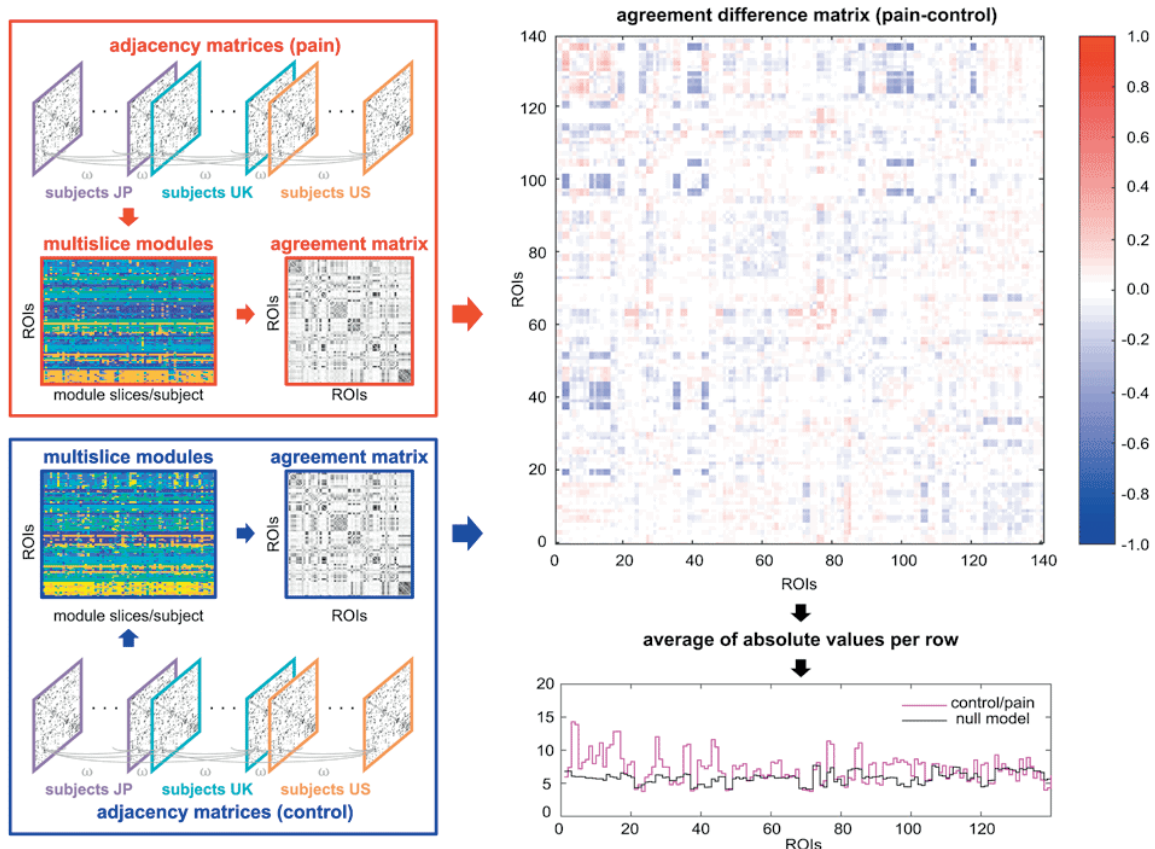 adjacency matrices (pain)
. . . . . . . . .
ω ω ω ω ω
subjects JP subjects UK subjects US
multislice modules agreement matrix
ROIs ROIs
module slices/subject ROIs
multislice modules agreement matrix
ROIs ROIs
module slices/subject ROIs
. . . . . . . . .
ω ω ω ω ω
subjects JP subjects UK subjects US
adjacency matrices (control)
agreement difference matrix (pain-control)
140
120
100
80
60
40
20
0
ROIs
0 20 40 60 80 100 120 140
ROIs
1.0
0.8
0.6
0.4
0.2
0.0
-0.2
-0.4
-0.6
-0.8
-1.0
average of absolute values per row
20
15
10
5
0
control/pain
null model
0 20 40 60 80 100 120
ROIs